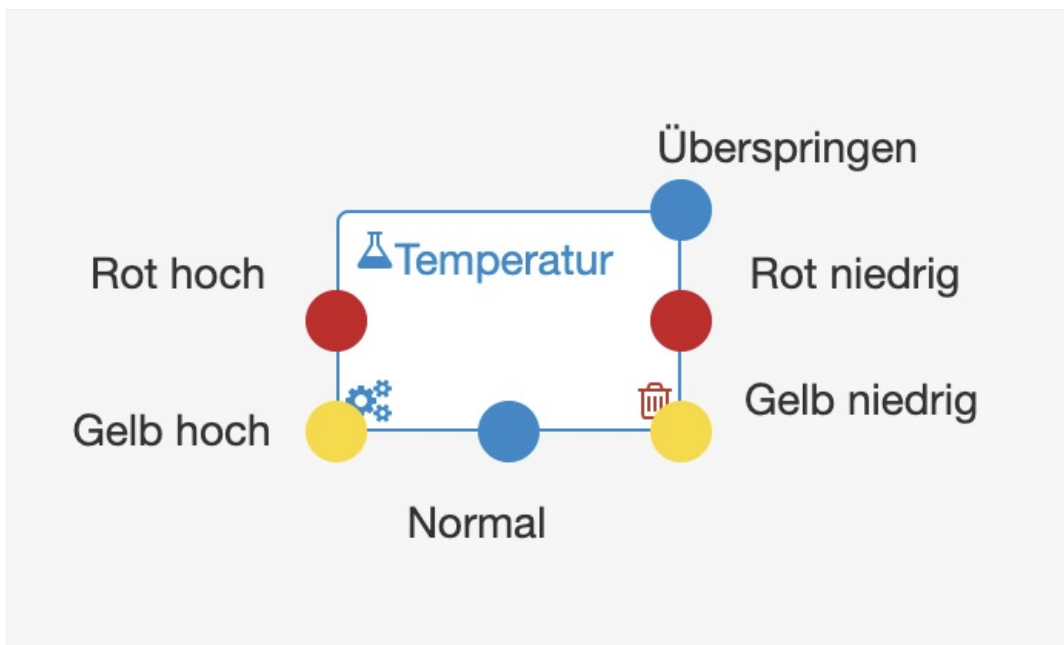 Überspringen
Temperatur
Rot hoch
Rot niedrig
Gelb hoch
Gelb niedrig
Normal